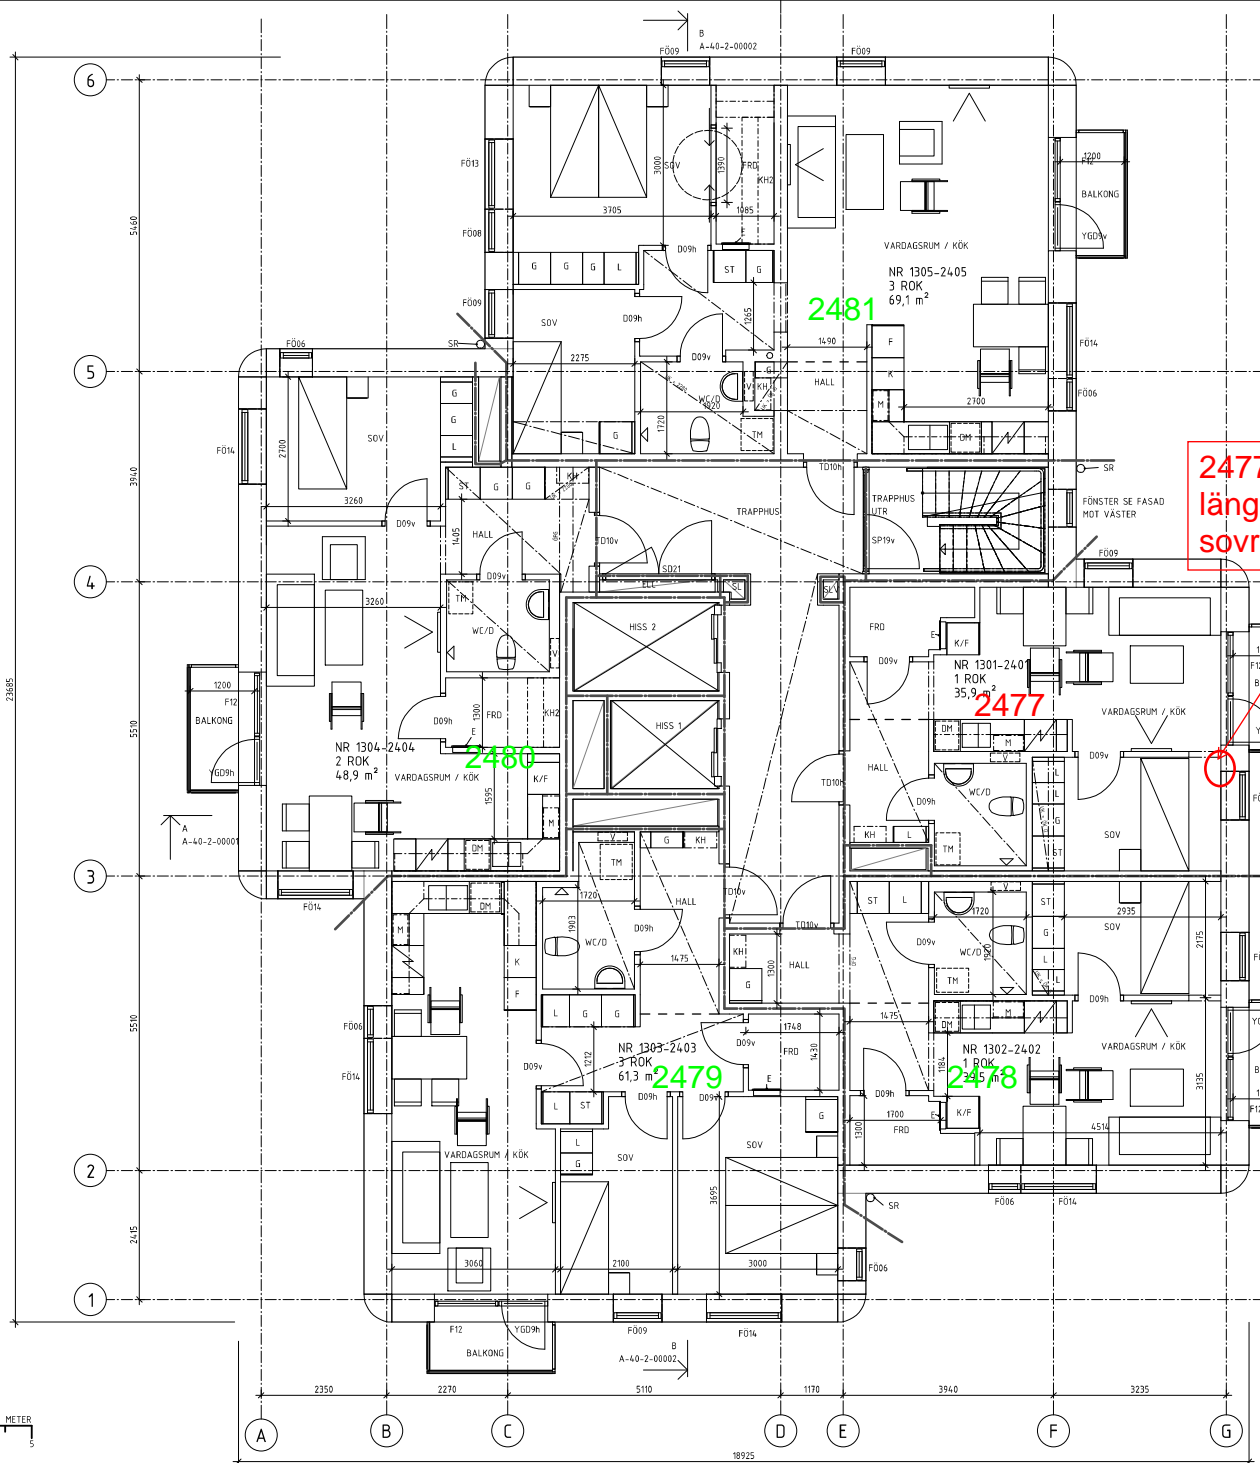 B
A-40-2-00002
FÖ09
FÖ09
6
FÖ13
3000
SOV
1390
FRD
KH2
1200
F12
BALKONG
YGD9v
5460
3705
1085
FÖ08
E
D09h
VARDAGSRUM / KÖK
G
G
G
L
ST
G
NR 1305-2405
3 ROK
69,1 m²
FÖ09
SOV
D09h
1265
2481
SR
FÖ06
1490
F
FÖ14
5
2275
D09v
G
HALL
K
V
KH
FÖ06
G
WC/D
1920
M
2700
SOV
G
1720
FÖ14
2700
L
G
TM
DM
3940
TD10h
SR
2477
läng
sovr
3260
ST
G
G
KH
TRAPPHUS
TRAPPHUS
UTR
FÖNSTER SE FASAD
MOT VÄSTER
D09v
HALL
1405
TD10v
SP19v
FÖ09
4
D09v
SD21
ELL
SL
SLV
TM
3260
WC/D
HISS 2
FRD
E
K/F
V
D09v
NR 1301-2401
1 ROK
35,9 m²
23685
1200
F12
1300
FRD
KH2
2477
BALKONG
D09h
E
HISS 1
VARDAGSRUM / KÖK
5510
NR 1304-2404
2 ROK
48,9 m²
2480
DM
M
V
D09v
YGD9h
VARDAGSRUM / KÖK
K/F
HALL
TD10h
WC/D
L
L
1595
M
D09h
G
SOV
A
A-40-2-00001
DM
V
TM
G
KH
KH
L
TM
ST
3
FÖ14
TD10v
1720
HALL
ST
L
V
ST
2935
DM
1903
TD10v
1720
SOV
M
WC/D
D09h
KH
D09v
WC/D
1920
G
2175
K
1475
HALL
L
1300
TM
L
F
G
D09h
5510
L
G
G
1475
DM
M
FÖ06
1748
VARDAGSRUM / KÖK
NR 1303-2403
3 ROK
61,3 m²
D09v
FRD
1430
NR 1302-2402
1 ROK
1184
D09v
1212
2479
2478
3135
FÖ14
E
D09h
L
ST
D09h
D09v
1700
E
K/F
G
FRD
4514
VARDAGSRUM / KÖK
L
G
SOV
SOV
1300
2
3695
FÖ06
FÖ14
SR
2415
3060
2100
3000
FÖ06
1
F12
YGD9h
FÖ09
FÖ14
BALKONG
B
A-40-2-00002
2350
2270
5110
1170
3940
3235
METER
5
A
B
C
D
E
F
G
18925